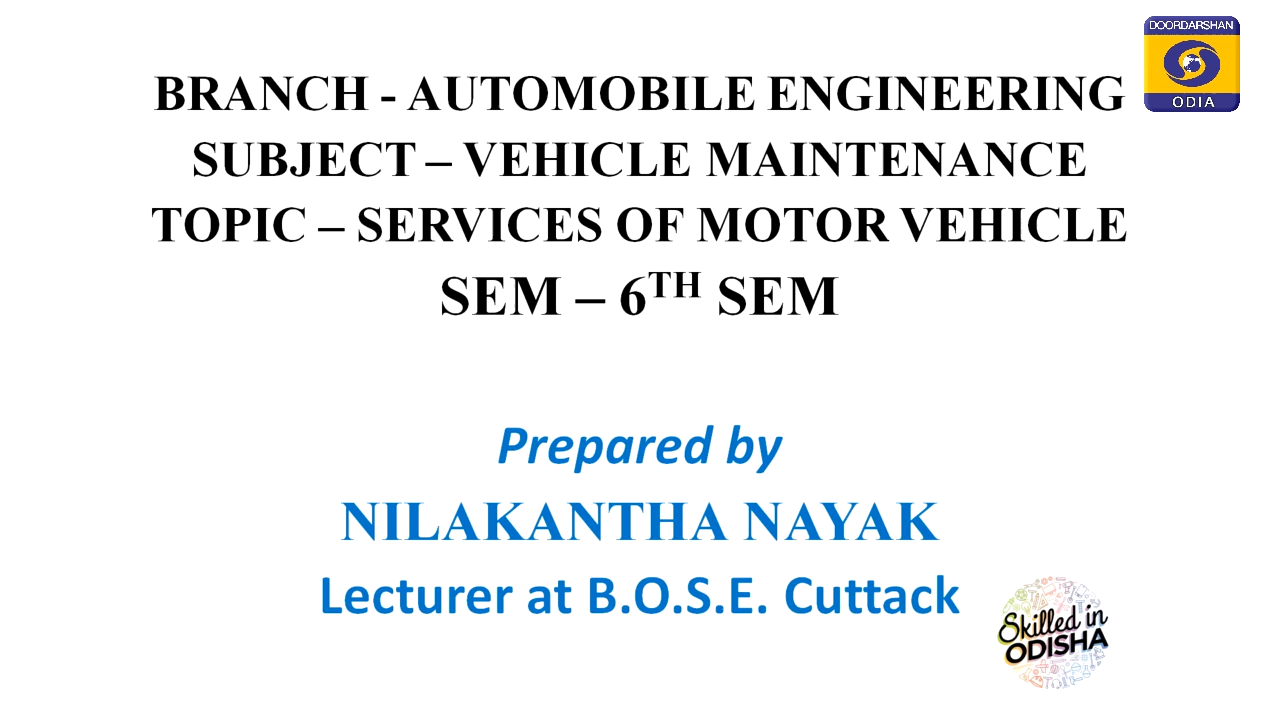 DOORDARSHAN
ODIA
BRANCH - AUTOMOBILE ENGINEERING
SUBJECT – VEHICLE MAINTENANCE
TOPIC – SERVICES OF MOTOR VEHICLE
SEM – 6TH SEM
Prepared by
NILAKANTHA NAYAK
Lecturer at B.O.S.E. Cuttack
Skilled in
ODISHA